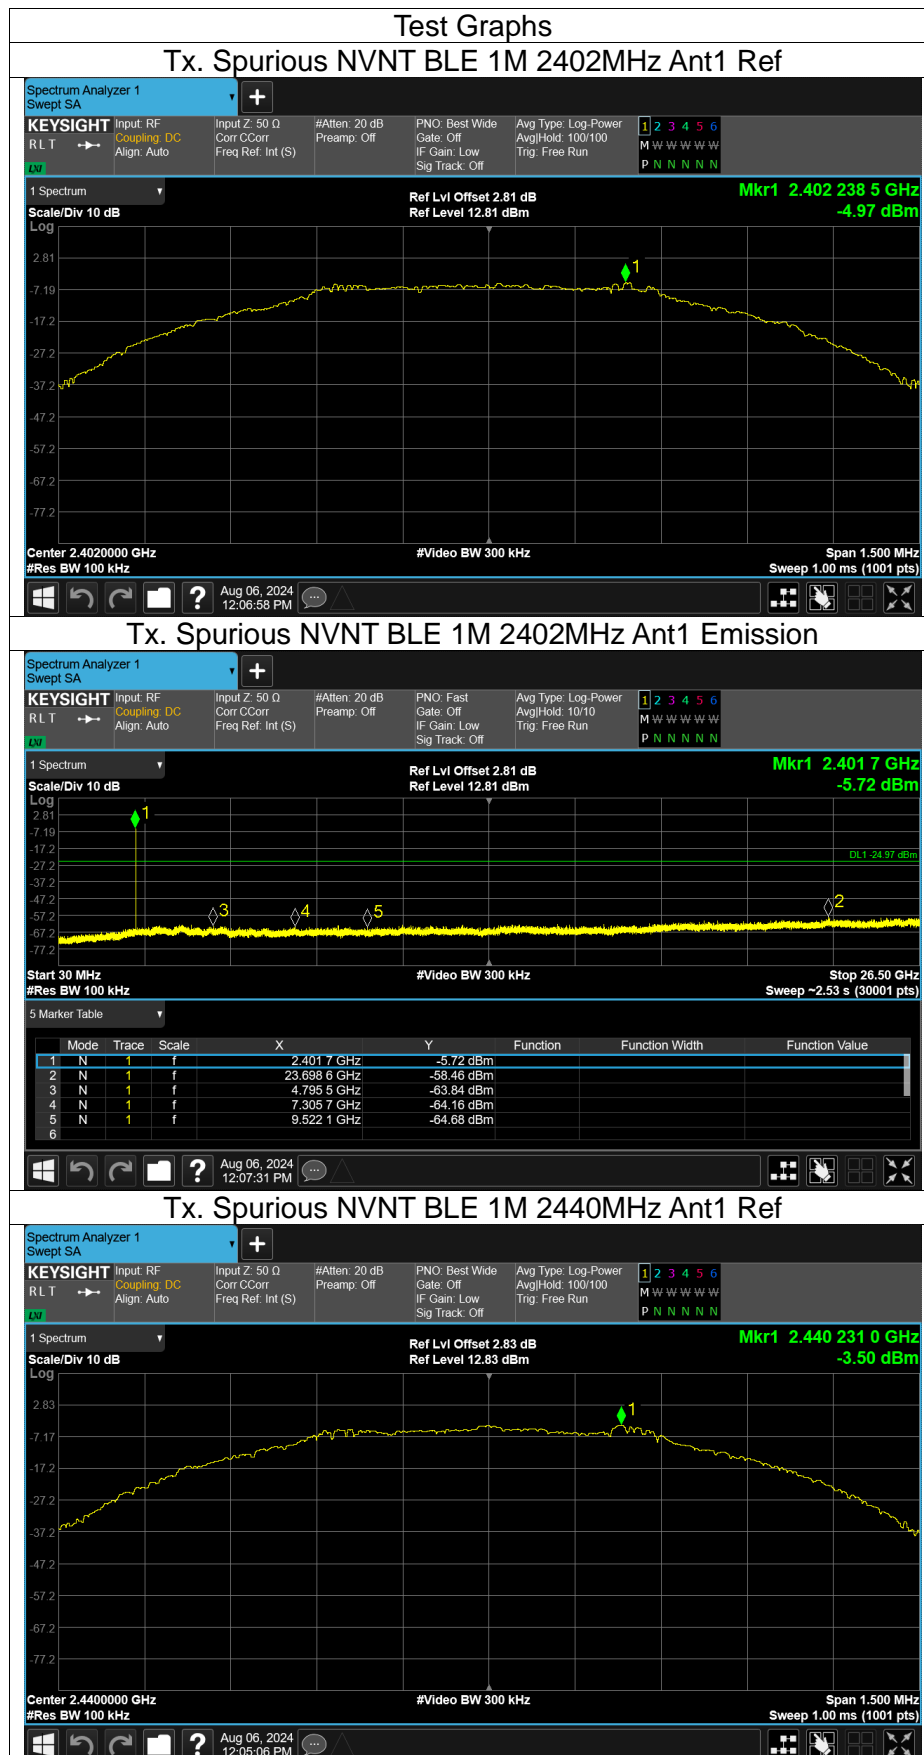 Test Graphs
Tx. Spurious NVNT BLE 1M 2402MHz Ant1 Ref
Spectrum Analyzer 1
Swept SA
+
KEYSIGHT Input: RF Input Z: 50 Ω #Atten: 20 dB PNO: Best Wide Avg Type: Log-Power 1 2 3 4 5 6
RLT Coupling: DC Corr CCorr Preamp: Off Gate: Off Avg|Hold: 100/100 M W W W W W
Align: Auto Freq Ref: Int (S) IF Gain: Low Trig: Free Run
LXI Sig Track: Off P N N N N N
1 Spectrum
Ref Lvl Offset 2.81 dB Mkr1 2.402 238 5 GHz
Scale/Div 10 dB Ref Level 12.81 dBm -4.97 dBm
Log
2.81
1
-7.19
-17.2
-27.2
-37.2
-47.2
-57.2
-67.2
-77.2
Center 2.4020000 GHz #Video BW 300 kHz Span 1.500 MHz
#Res BW 100 kHz Sweep 1.00 ms (1001 pts)
? Aug 06, 2024
12:06:58 PM
Tx. Spurious NVNT BLE 1M 2402MHz Ant1 Emission
Spectrum Analyzer 1
Swept SA
+
KEYSIGHT Input: RF Input Z: 50 Ω #Atten: 20 dB PNO: Fast Avg Type: Log-Power 1 2 3 4 5 6
RLT Coupling: DC Corr CCorr Preamp: Off Gate: Off Avg|Hold: 10/10 M W W W W W
Align: Auto Freq Ref: Int (S) IF Gain: Low Trig: Free Run
LXI Sig Track: Off P N N N N N
1 Spectrum
Ref Lvl Offset 2.81 dB Mkr1 2.401 7 GHz
Scale/Div 10 dB Ref Level 12.81 dBm -5.72 dBm
Log
2.81 1
-7.19
-17.2
DL1 -24.97 dBm
-27.2
-37.2
-47.2
3 4 5 2
-57.2
-67.2
-77.2
Start 30 MHz #Video BW 300 kHz Stop 26.50 GHz
#Res BW 100 kHz Sweep ~2.53 s (30001 pts)
5 Marker Table
Mode Trace Scale X Y Function Function Width Function Value
1 N 1 f 2.401 7 GHz -5.72 dBm
2 N 1 f 23.698 6 GHz -58.46 dBm
3 N 1 f 4.795 5 GHz -63.84 dBm
4 N 1 f 7.305 7 GHz -64.16 dBm
5 N 1 f 9.522 1 GHz -64.68 dBm
6
? Aug 06, 2024
12:07:31 PM
Tx. Spurious NVNT BLE 1M 2440MHz Ant1 Ref
Spectrum Analyzer 1
Swept SA
+
KEYSIGHT Input: RF Input Z: 50 Ω #Atten: 20 dB PNO: Best Wide Avg Type: Log-Power 1 2 3 4 5 6
RLT Coupling: DC Corr CCorr Preamp: Off Gate: Off Avg|Hold: 100/100 M W W W W W
Align: Auto Freq Ref: Int (S) IF Gain: Low Trig: Free Run
LXI Sig Track: Off P N N N N N
1 Spectrum
Ref Lvl Offset 2.83 dB Mkr1 2.440 231 0 GHz
Scale/Div 10 dB Ref Level 12.83 dBm -3.50 dBm
Log
2.83
1
-7.17
-17.2
-27.2
-37.2
-47.2
-57.2
-67.2
-77.2
Center 2.4400000 GHz #Video BW 300 kHz Span 1.500 MHz
#Res BW 100 kHz Sweep 1.00 ms (1001 pts)
? Aug 06, 2024
12:05:06 PM